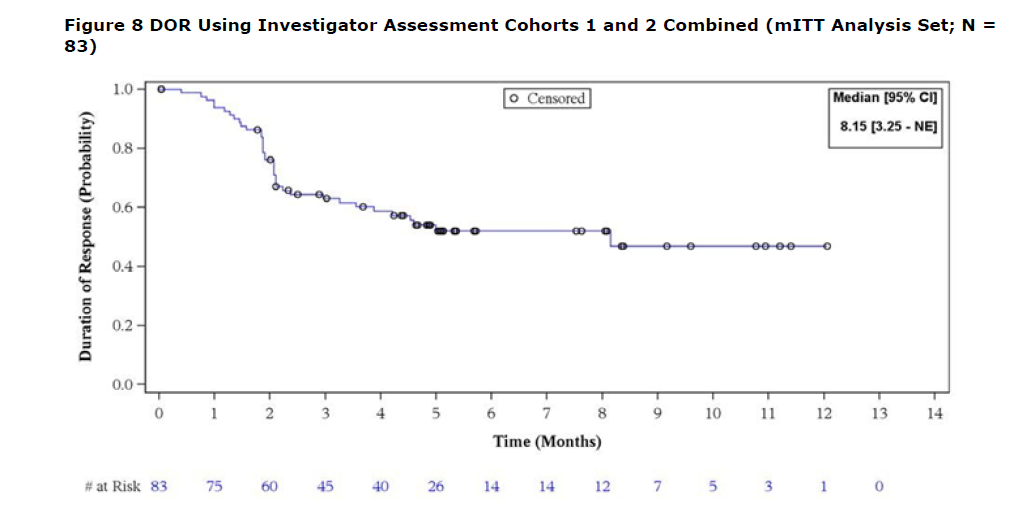 Figure 8 DOR Using Investigator Assessment Cohorts 1 and 2 Combined (mITT Analysis Set; N =
83)
Censored
Median [95% CI]
8.15 [3.25 - NE]
Duration of Response (Probability)
1.0
0.8
0.6
0.4
0.2
0.0
0 1 2 3 4 5 6 7 8 9 10 11 12 13 14
Time (Months)
# at Risk 83 75 60 45 40 26 14 14 12 7 5 3 1 0